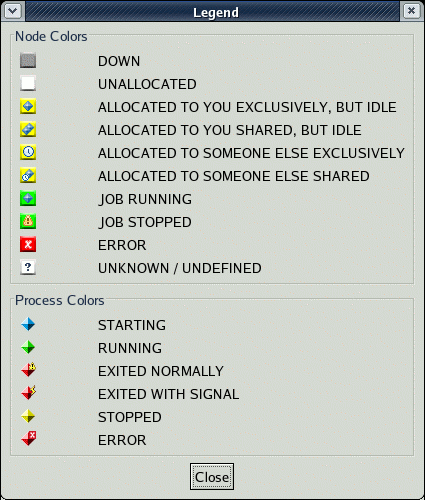 Legend
Node Colors
DOWN
UNALLOCATED
ALLOCATED TO YOU EXCLUSIVELY, BUT IDLE
ALLOCATED TO YOU SHARED, BUT IDLE
ALLOCATED TO SOMEONE ELSE EXCLUSIVELY
ALLOCATED TO SOMEONE ELSE SHARED
JOB RUNNING
JOB STOPPED
ERROR
? UNKNOWN / UNDEFINED
Process Colors
STARTING
RUNNING
EXITED NORMALLY
EXITED WITH SIGNAL
STOPPED
ERROR
Close